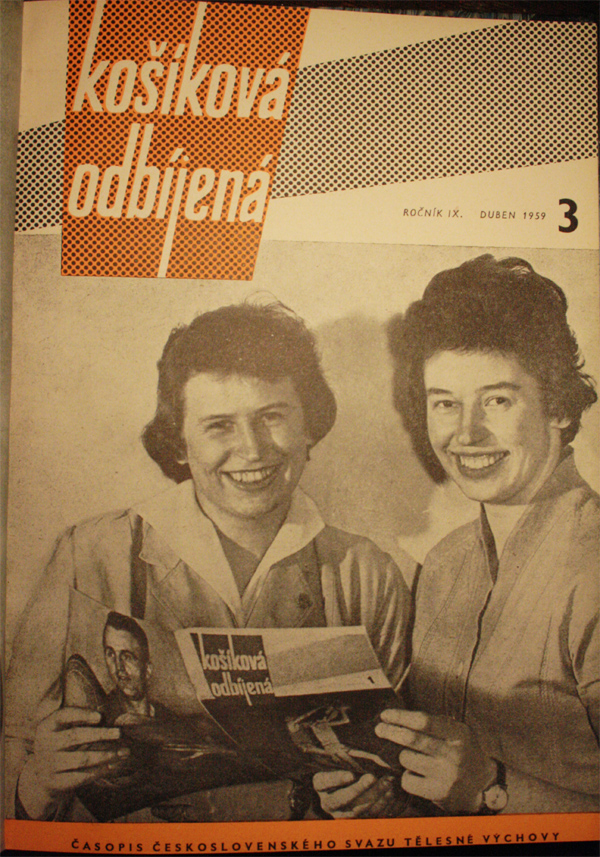 košíková
odbíjená
ROČNÍK IX. DUBEN 1959 3
košíková
odbíjená
1
ČASOPIS ČESKOSLOVENSKÉHO SVAZU TĚLESNÉ VÝCHOVY